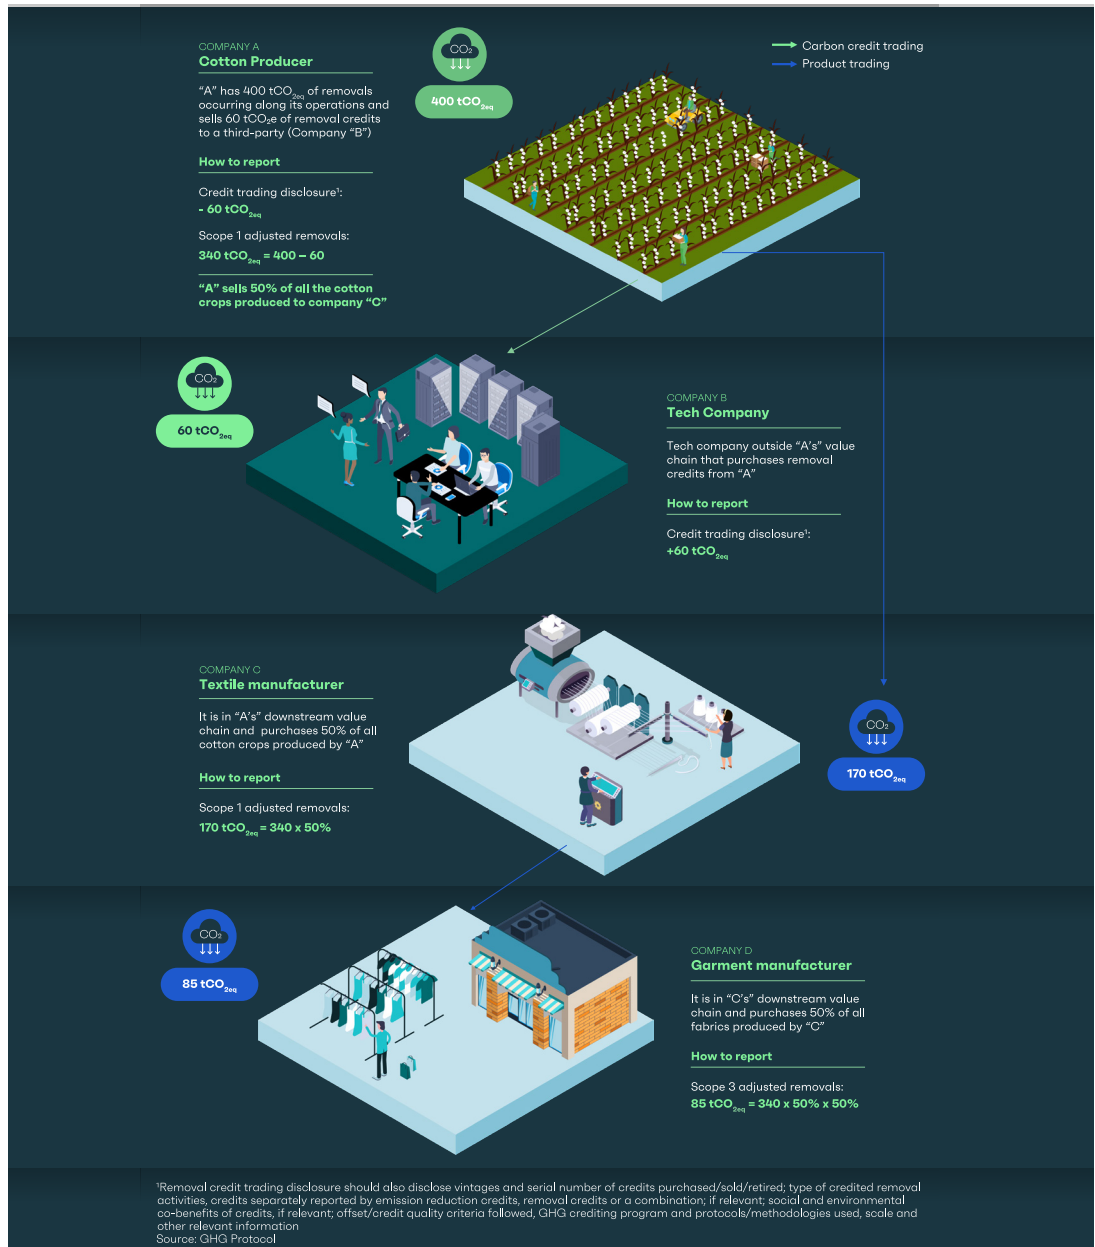 COMPANY A
Cotton Producer
"A" has 400 tCO2eq of removals
occurring along its operations and
sells 60 tCO₂e of removal credits
to a third-party (Company "B")
How to report
Credit trading disclosure¹:
- 60 tCO2eq
Scope 1 adjusted removals:
340 tCO2eq = 400 – 60
"A" sells 50% of all the cotton
crops produced to company "C"
CO₂
400 tCO2eq
Carbon credit trading
Product trading
CO₂
60 tCO2eq
COMPANY B
Tech Company
Tech company outside "A's" value
chain that purchases removal
credits from "A"
How to report
Credit trading disclosure¹:
+60 tCO2eq
COMPANY C
Textile manufacturer
It is in "A's" downstream value
chain and purchases 50% of all
cotton crops produced by "A"
How to report
Scope 1 adjusted removals:
170 tCO2eq = 340 x 50%
CO₂
170 tCO2eq
CO₂
85 tCO2eq
COMPANY D
Garment manufacturer
It is in "C's" downstream value
chain and purchases 50% of all
fabrics produced by "C"
How to report
Scope 3 adjusted removals:
85 tCO2eq = 340 x 50% x 50%
¹Removal credit trading disclosure should also disclose vintages and serial number of credits purchased/sold/retired; type of credited removal
activities, credits separately reported by emission reduction credits, removal credits or a combination; if relevant; social and environmental
co-benefits of credits, if relevant; offset/credit quality criteria followed, GHG crediting program and protocols/methodologies used, scale and
other relevant information
Source: GHG Protocol